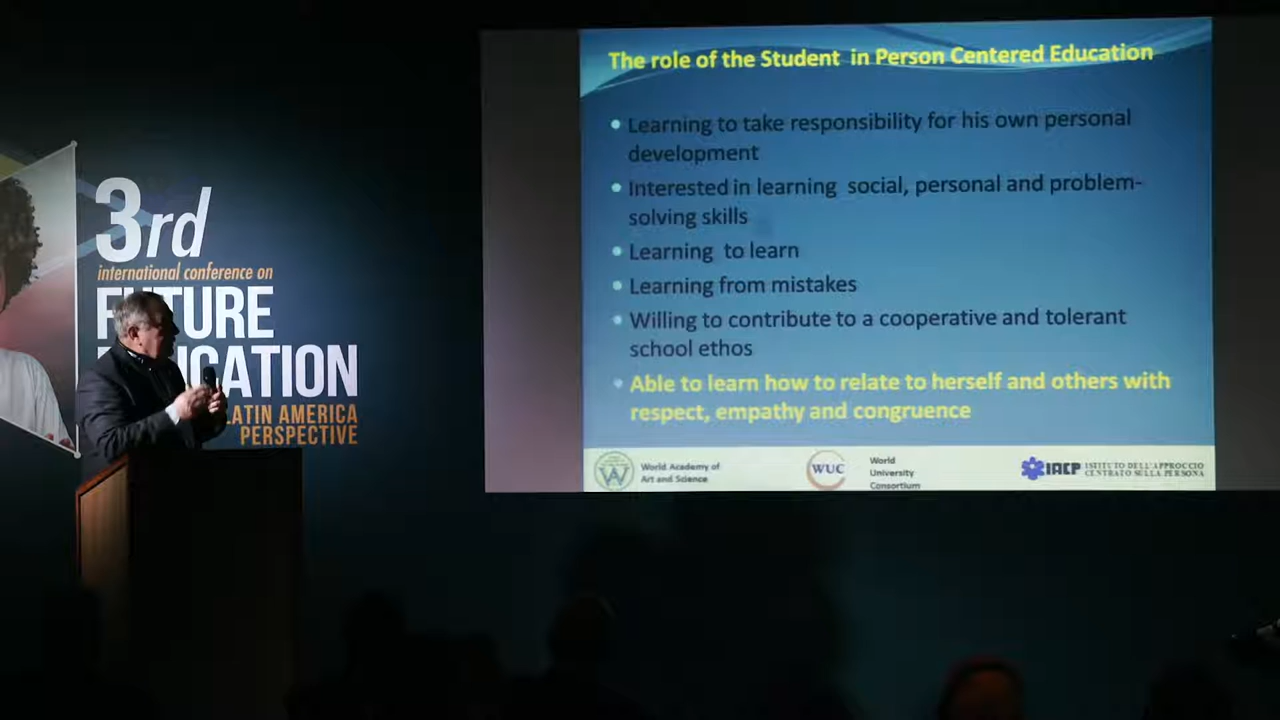 3rd
international conference on
FUTURE
EDUCATION
LATIN AMERICA
PERSPECTIVE
The role of the Student in Person Centered Education
• Learning to take responsibility for his own personal
development
• Interested in learning social, personal and problem-
solving skills
• Learning to learn
• Learning from mistakes
• Willing to contribute to a cooperative and tolerant
school ethos
• Able to learn how to relate to herself and others with
respect, empathy and congruence
World Academy of
Art and Science
WUC
World
University
Consortium
IACP
ISTITUTO DELL'APPROCCIO
CENTRATO SULLA PERSONA